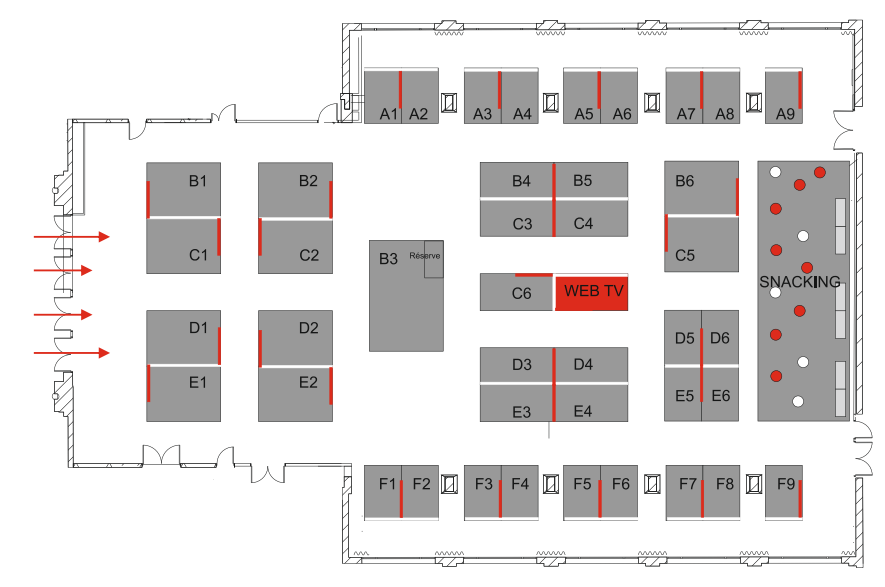 A1 A2 A3 A4 A5 A6 A7 A8 A9
B1 B2 B4 B5 B6
C1 C2 C3 C4 C5
B3 Réserve
C6 WEB TV SNACKING
D1 D2 D3 D4 D5 D6
E1 E2 E3 E4 E5 E6
F1 F2 F3 F4 F5 F6 F7 F8 F9